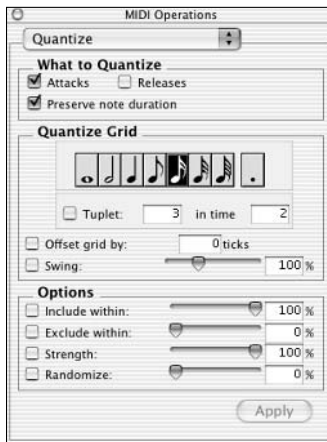 MIDI Operations
Quantize
What to Quantize
Attacks Releases
Preserve note duration
Quantize Grid
Tuplet: 3 in time 2
Offset grid by: 0 ticks
Swing: 100 %
Options
Include within: 100 %
Exclude within: 0 %
Strength: 100 %
Randomize: 0 %
Apply